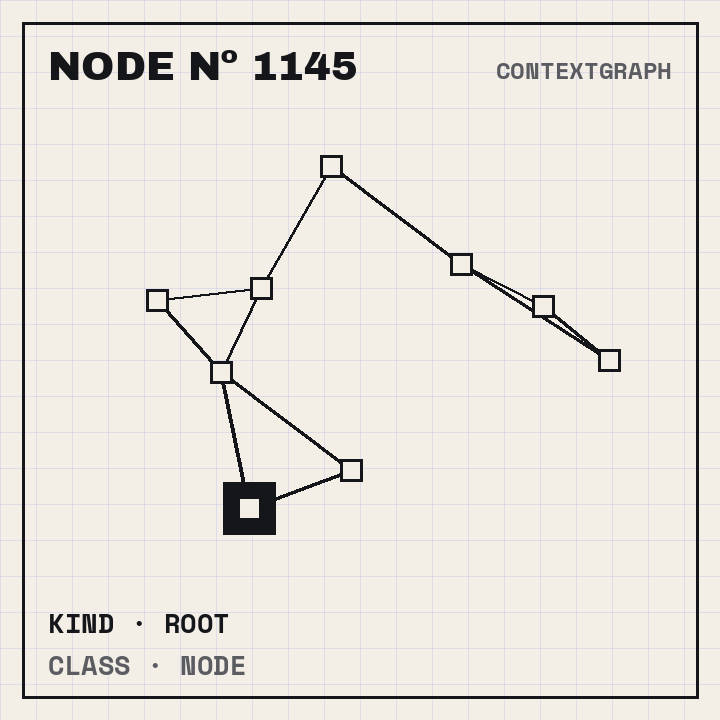 NODE Nº 1145
CONTEXTGRAPH
KIND · ROOT
CLASS · NODE